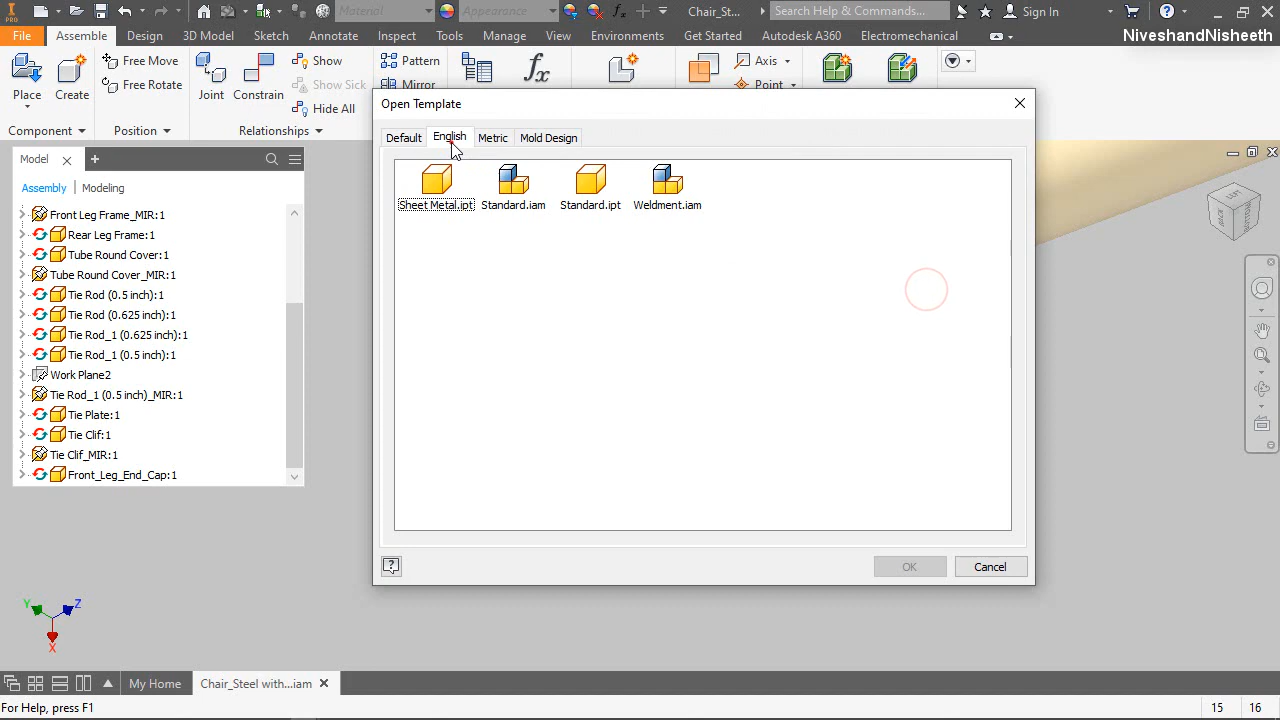 Material
Appearance
Chair_St...
Search Help & Commands...
Sign In
PRO
File
Assemble
Design
3D Model
Sketch
Annotate
Inspect
Tools
Manage
View
Environments
Get Started
Autodesk A360
Electromechanical
NiveshandNisheeth
Place
Create
Free Move
Free Rotate
Joint
Constrain
Show
Show Sick
Hide All
Pattern
Mirror
fx
Axis
Point
Component
Position
Relationships
Open Template
Default
English
Metric
Mold Design
Sheet Metal.ipt
Standard.iam
Standard.ipt
Weldment.iam
OK
Cancel
Model
Assembly
Modeling
Front Leg Frame_MIR:1
Rear Leg Frame:1
Tube Round Cover:1
Tube Round Cover_MIR:1
Tie Rod (0.5 inch):1
Tie Rod (0.625 inch):1
Tie Rod_1 (0.625 inch):1
Tie Rod_1 (0.5 inch):1
Work Plane2
Tie Rod_1 (0.5 inch)_MIR:1
Tie Plate:1
Tie Clif:1
Tie Clif_MIR:1
Front_Leg_End_Cap:1
LEFT
Y
Z
X
My Home
Chair_Steel with...iam
For Help, press F1
15
16